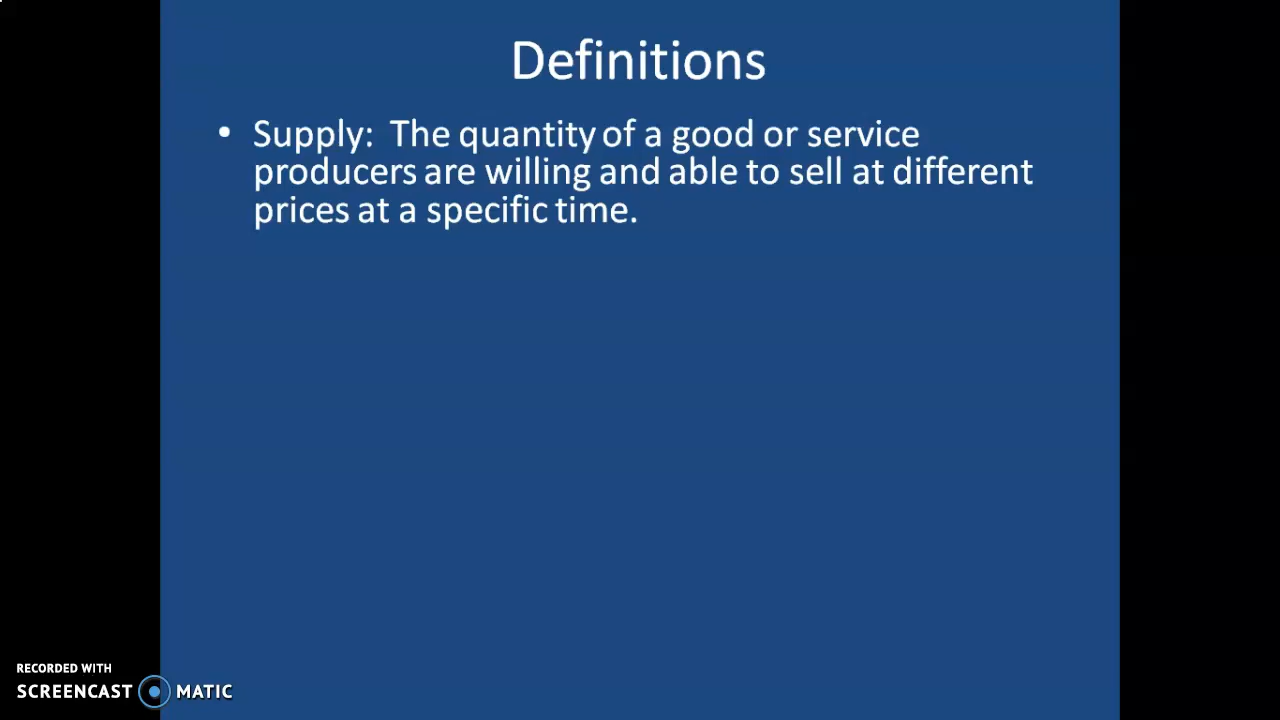 Definitions
• Supply: The quantity of a good or service
producers are willing and able to sell at different
prices at a specific time.
RECORDED WITH
SCREENCAST MATIC